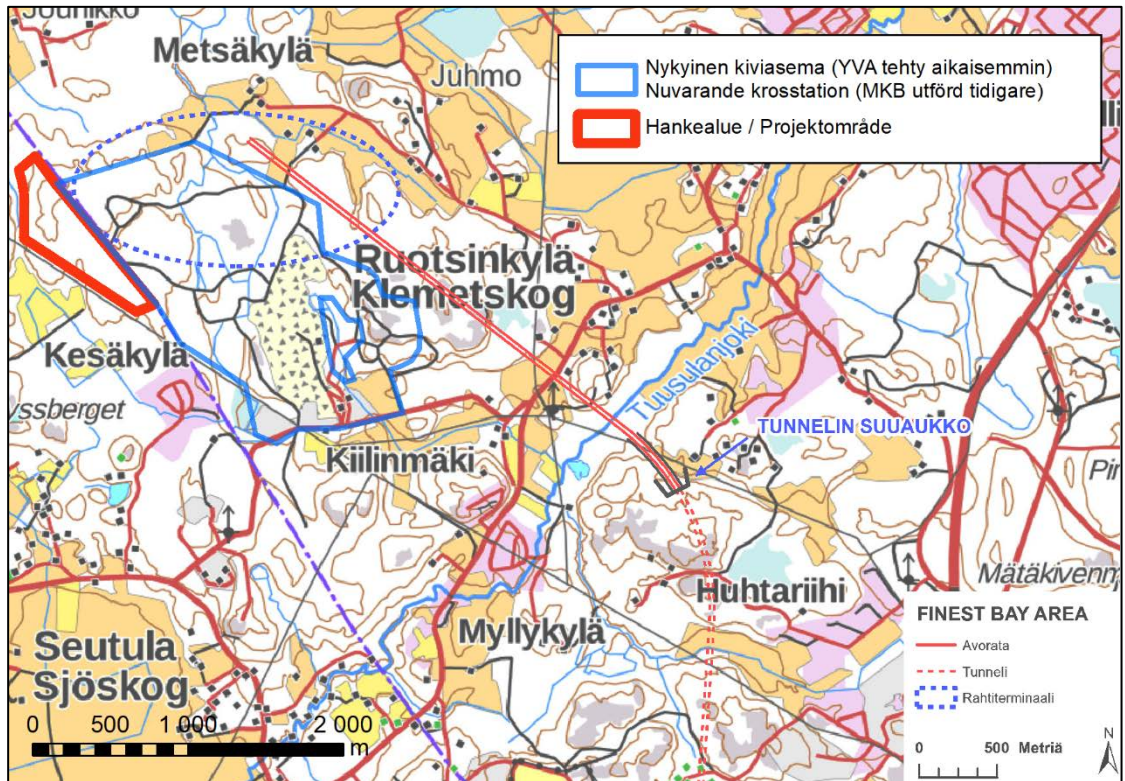 Metsäkylä
Juhmo
Nykyinen kiviasema (YVA tehty aikaisemmin)
Nuvarande krosstation (MKB utförd tidigare)
Hankealue / Projektområde
Ruotsinkylä
Klemetskog
Kesäkylä
Tuusulanjoki
TUNNELIN SUUAUKKO
Kiilinmäki
Huhtariihi
Myllykylä
Seutula
Sjöskog
0 500 1 000 2 000
m
FINEST BAY AREA
Avorata
Tunneli
Rahtiterminaali
0 500 Metriä
N